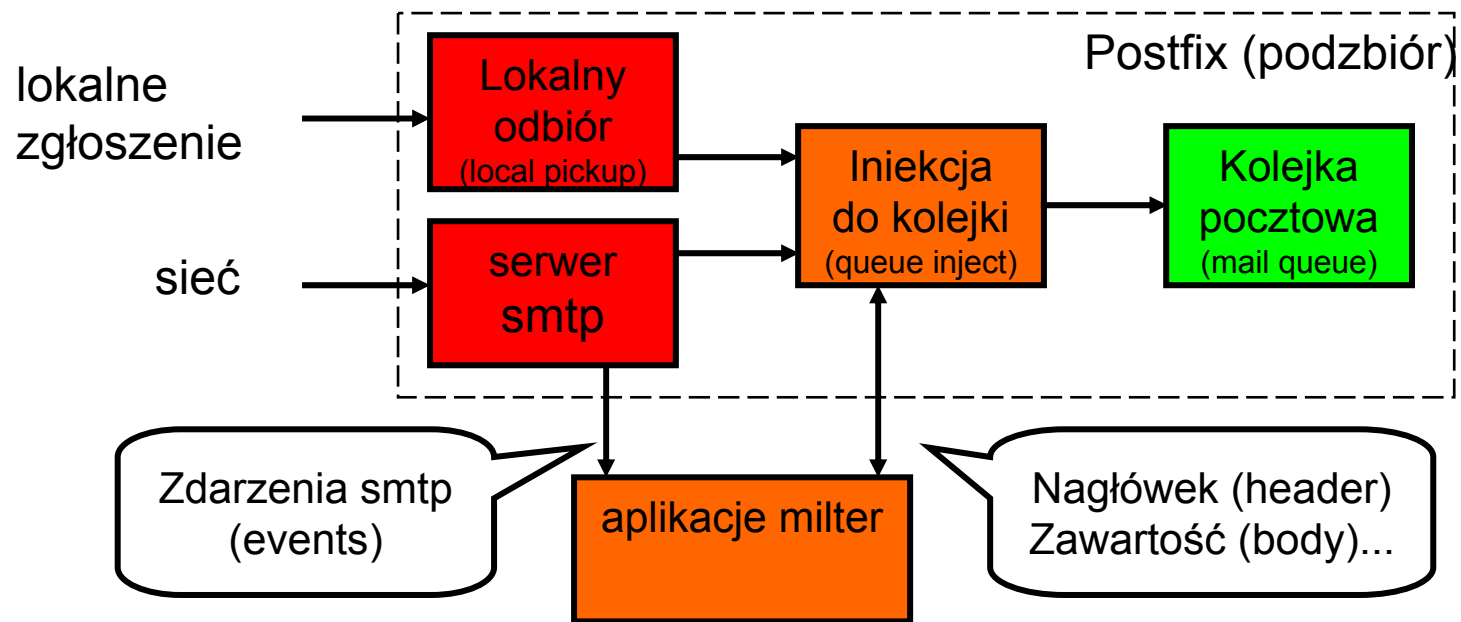 Postfix (podzbiór)
lokalne
zgłoszenie
Lokalny
odbiór
(local pickup)
Iniekcja
do kolejki
(queue inject)
Kolejka
pocztowa
(mail queue)
sieć
serwer
smtp
Zdarzenia smtp
(events)
aplikacje milter
Nagłówek (header)
Zawartość (body)...